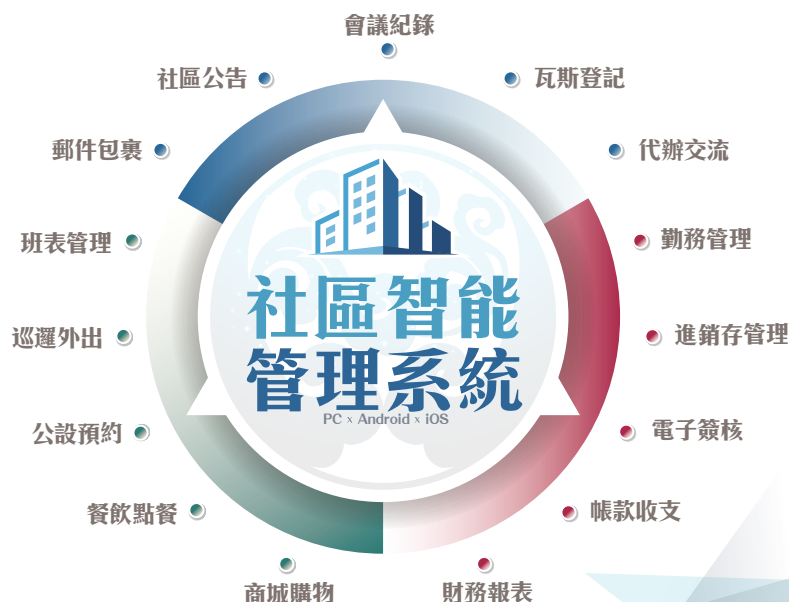 會議紀錄
社區公告
瓦斯登記
郵件包裹
代辦交流
班表管理
勤務管理
社區智能
管理系統
PC x Android x iOS
巡邏外出
進銷存管理
公設預約
電子簽核
餐飲點餐
帳款收支
商城購物
財務報表